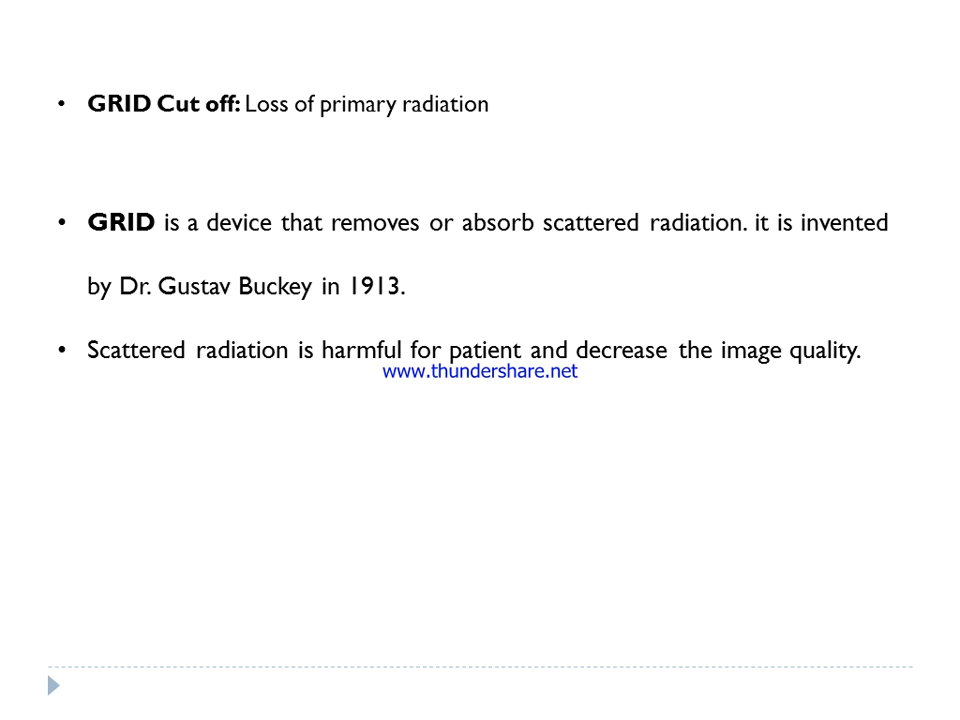 • GRID Cut off: Loss of primary radiation
• GRID is a device that removes or absorb scattered radiation. it is invented
by Dr. Gustav Buckey in 1913.
• Scattered radiation is harmful for patient and decrease the image quality.
www.thundershare.net